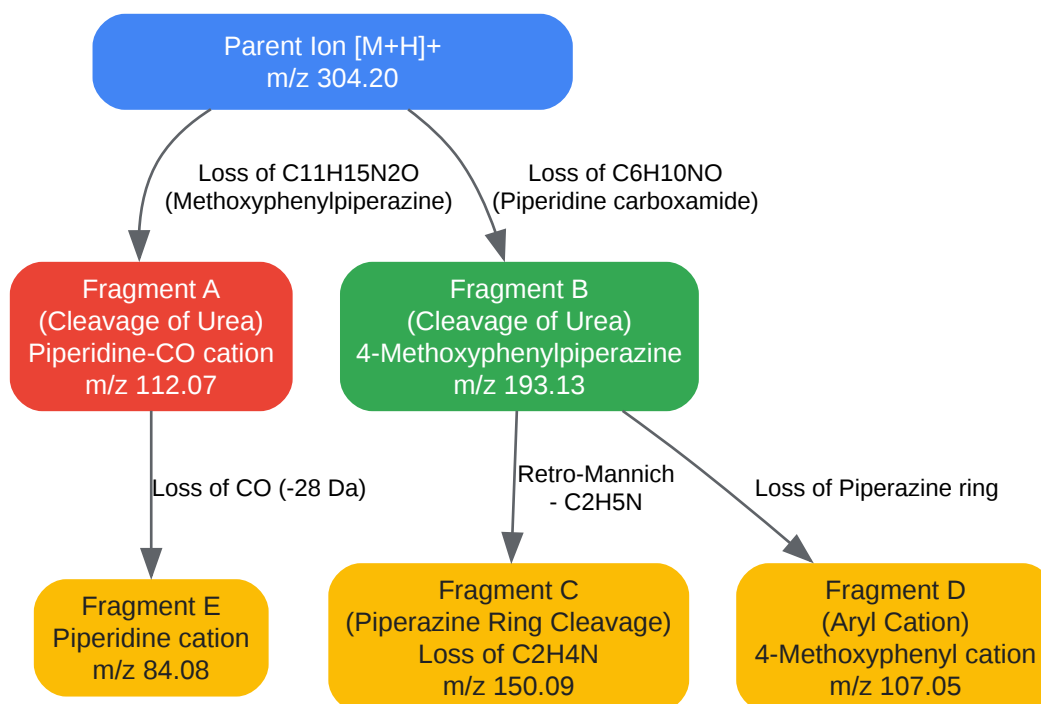 Parent Ion [M+H]+
m/z 304.20
Loss of C11H15N2O
(Methoxyphenylpiperazine)
Loss of C6H10NO
(Piperidine carboxamide)
Fragment A
(Cleavage of Urea)
Piperidine-CO cation
m/z 112.07
Fragment B
(Cleavage of Urea)
4-Methoxyphenylpiperazine
m/z 193.13
Loss of CO (-28 Da)
Retro-Mannich
- C2H5N
Loss of Piperazine ring
Fragment E
Piperidine cation
m/z 84.08
Fragment C
(Piperazine Ring Cleavage)
Loss of C2H4N
m/z 150.09
Fragment D
(Aryl Cation)
4-Methoxyphenyl cation
m/z 107.05